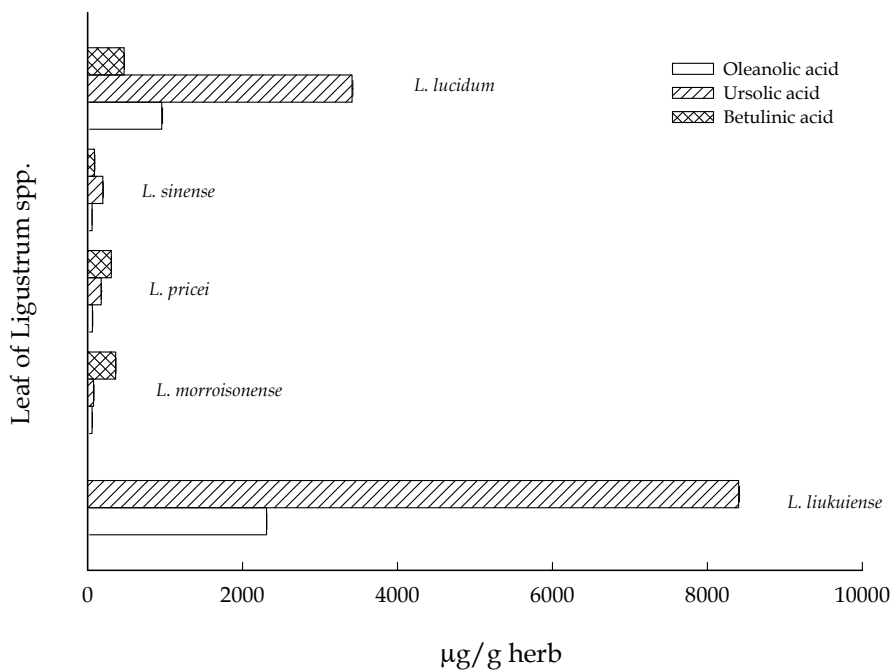 L. lucidum
Oleanolic acid
Ursolic acid
Betulinic acid
L. sinense
L. pricei
L. morroisonense
L. liukuiense
Leaf of Ligustrum spp.
0 2000 4000 6000 8000 10000
μg/g herb